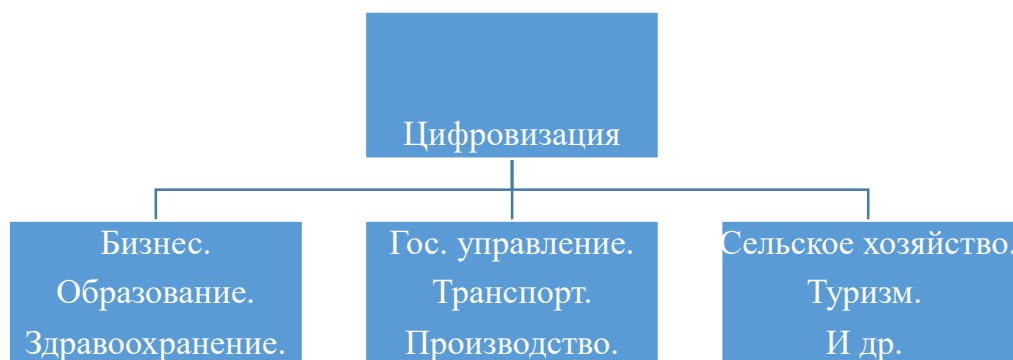 Цифровизация
Бизнес.
Образование.
Здравоохранение.
Гос. управление.
Транспорт.
Производство.
Сельское хозяйство.
Туризм.
И др.